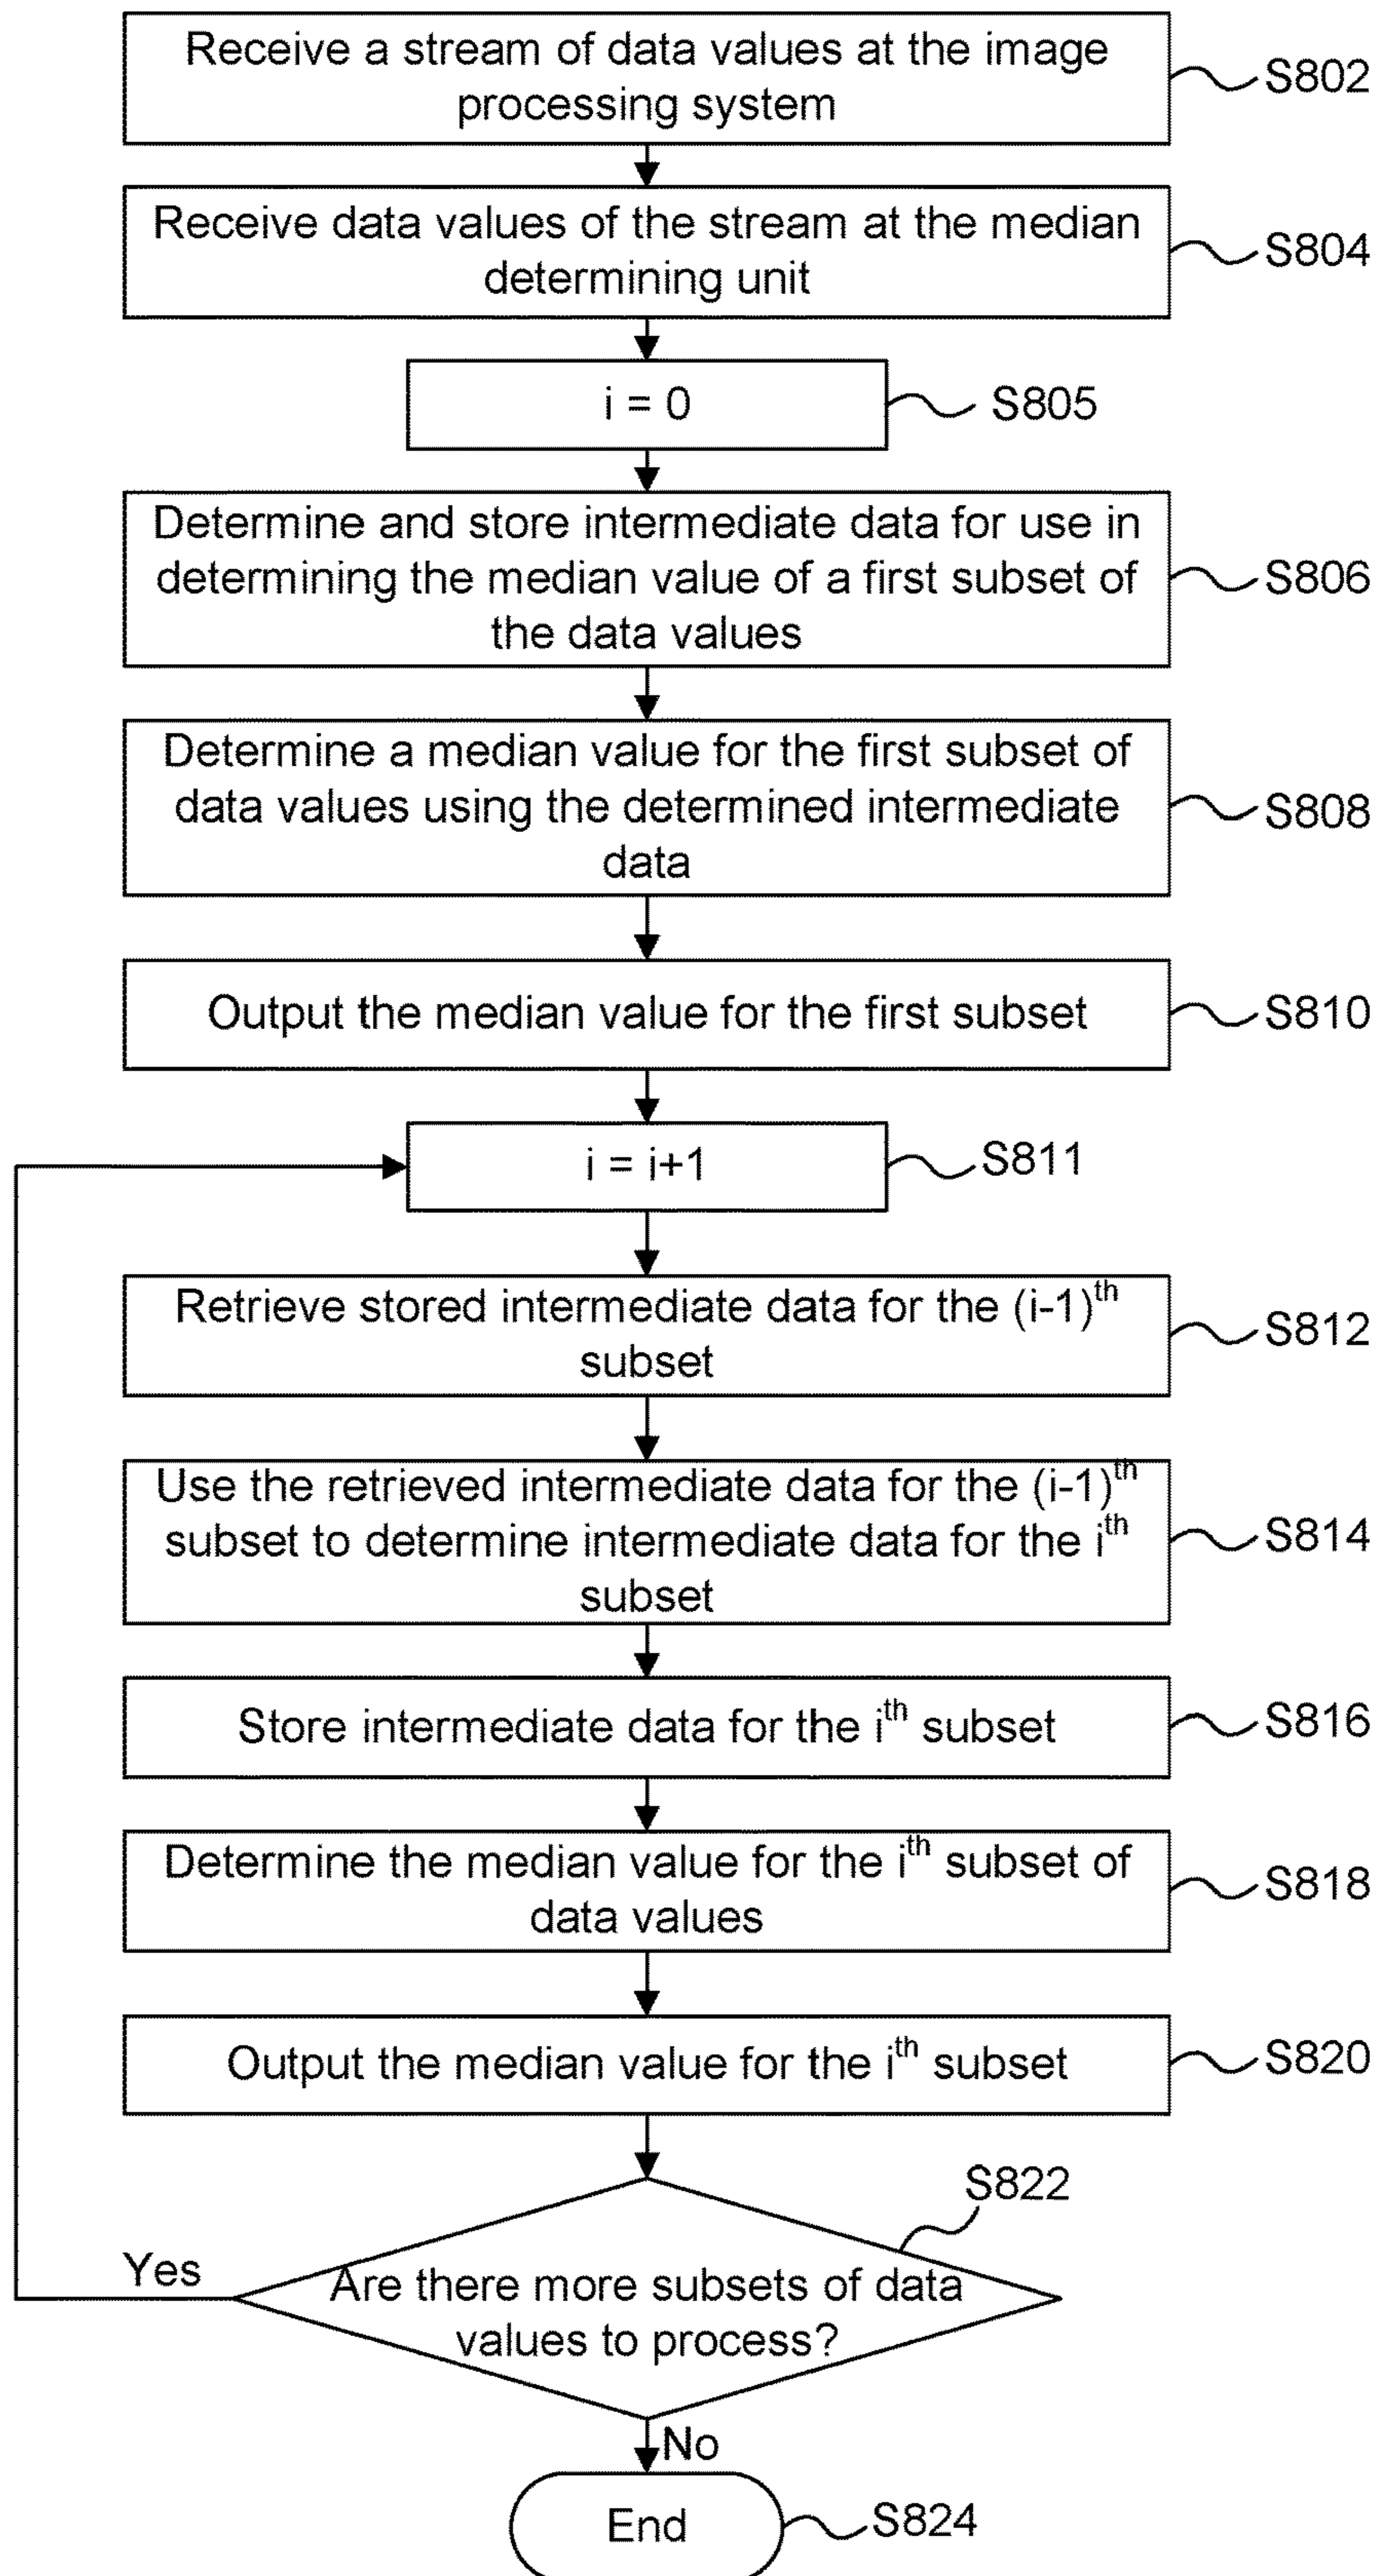 Receive a stream of data values at the image
processing system
S802
Receive data values of the stream at the median
determining unit
S804
i = 0
S805
Determine and store intermediate data for use in
determining the median value of a first subset of
the data values
S806
Determine a median value for the first subset of
data values using the determined intermediate
data
S808
Output the median value for the first subset
S810
i = i+1
S811
Retrieve stored intermediate data for the (i-1)th
subset
S812
Use the retrieved intermediate data for the (i-1)th
subset to determine intermediate data for the ith
subset
S814
Store intermediate data for the ith subset
S816
Determine the median value for the ith subset of
data values
S818
Output the median value for the ith subset
S820
S822
Yes
Are there more subsets of data
values to process?
No
End
S824